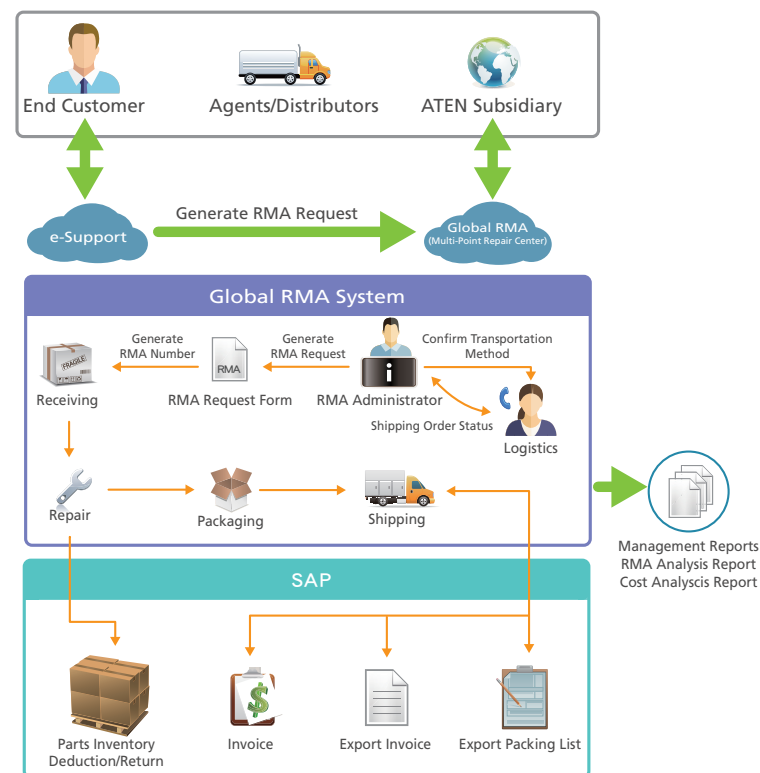 End Customer
Agents/Distributors
ATEN Subsidiary
e-Support
Generate RMA Request
Global RMA
(Multi-Point Repair Center)
Global RMA System
Generate
RMA Number
Generate
RMA Request
Confirm Transportation
Method
FRAGILE
RMA
i
Receiving
RMA Request Form
RMA Administrator
Shipping Order Status
Logistics
Repair
Packaging
Shipping
Management Reports
RMA Analysis Report
Cost Analyscis Report
SAP
$
Parts Inventory
Deduction/Return
Invoice
Export Invoice
Export Packing List